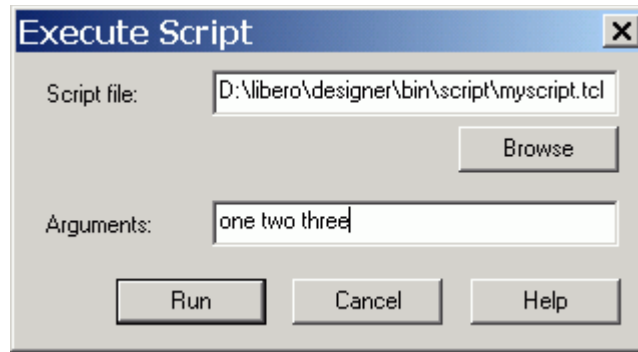 Execute Script
Script file: D:\libero\designer\bin\script\myscript.tcl
Browse
Arguments: one two three
Run Cancel Help